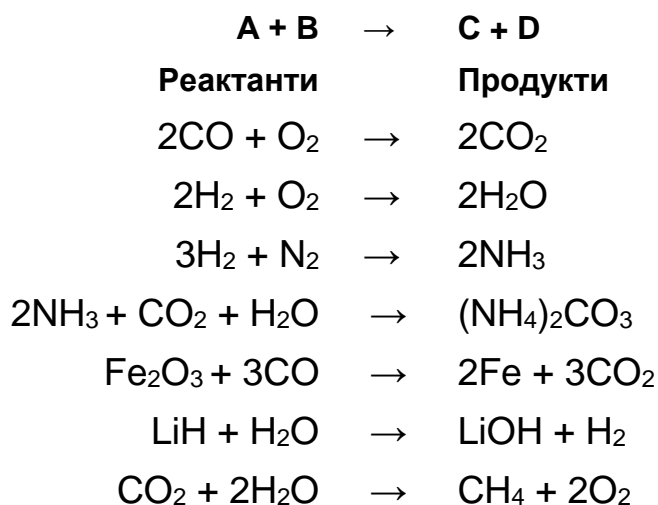 A + B → C + D
Реактанти Продукти
2CO + O₂ → 2CO₂
2H₂ + O₂ → 2H₂O
3H₂ + N₂ → 2NH₃
2NH₃ + CO₂ + H₂O → (NH₄)₂CO₃
Fe₂O₃ + 3CO → 2Fe + 3CO₂
LiH + H₂O → LiOH + H₂
CO₂ + 2H₂O → CH₄ + 2O₂